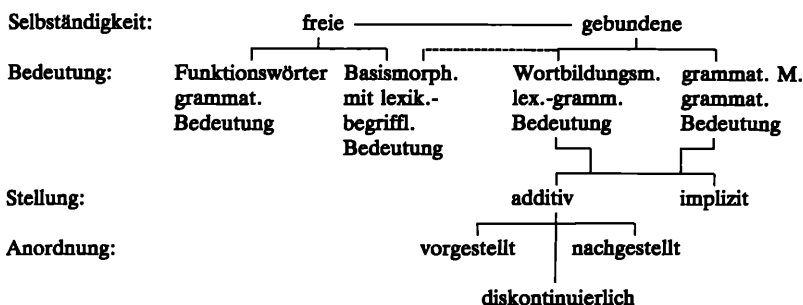 Selbständigkeit: freie gebundene
Bedeutung: Funktionswörter Basismorph. Wortbildungsm. grammat. M.
grammat. mit lexik.- lex.-gramm. grammat.
Bedeutung begriffl. Bedeutung Bedeutung
Bedeutung
Stellung: additiv implizit
Anordnung: vorgestellt nachgestellt
diskontinuierlich